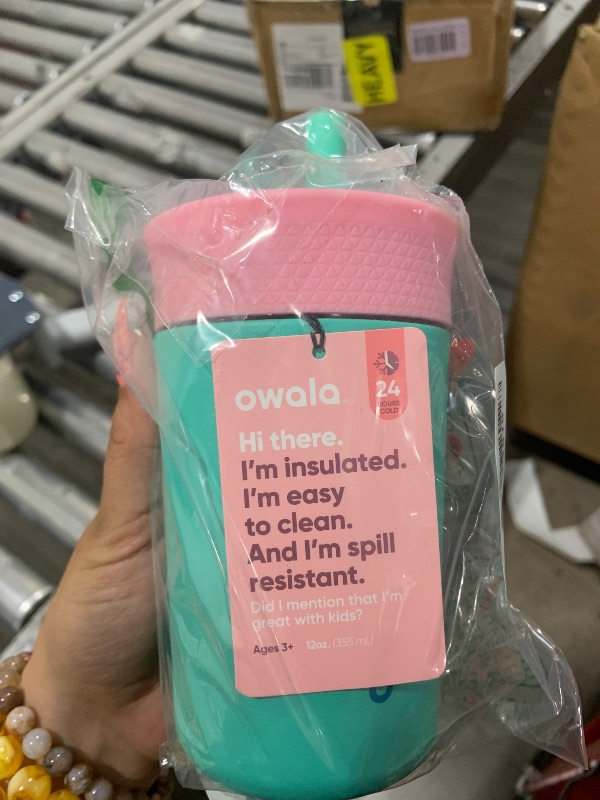 HEAVY
owala
24
HOURS
COLD
Hi there.
I'm insulated.
I'm easy
to clean.
And I'm spill
resistant.
Did I mention that I'm
great with kids?
Ages 3+ 12oz. (355 mL)